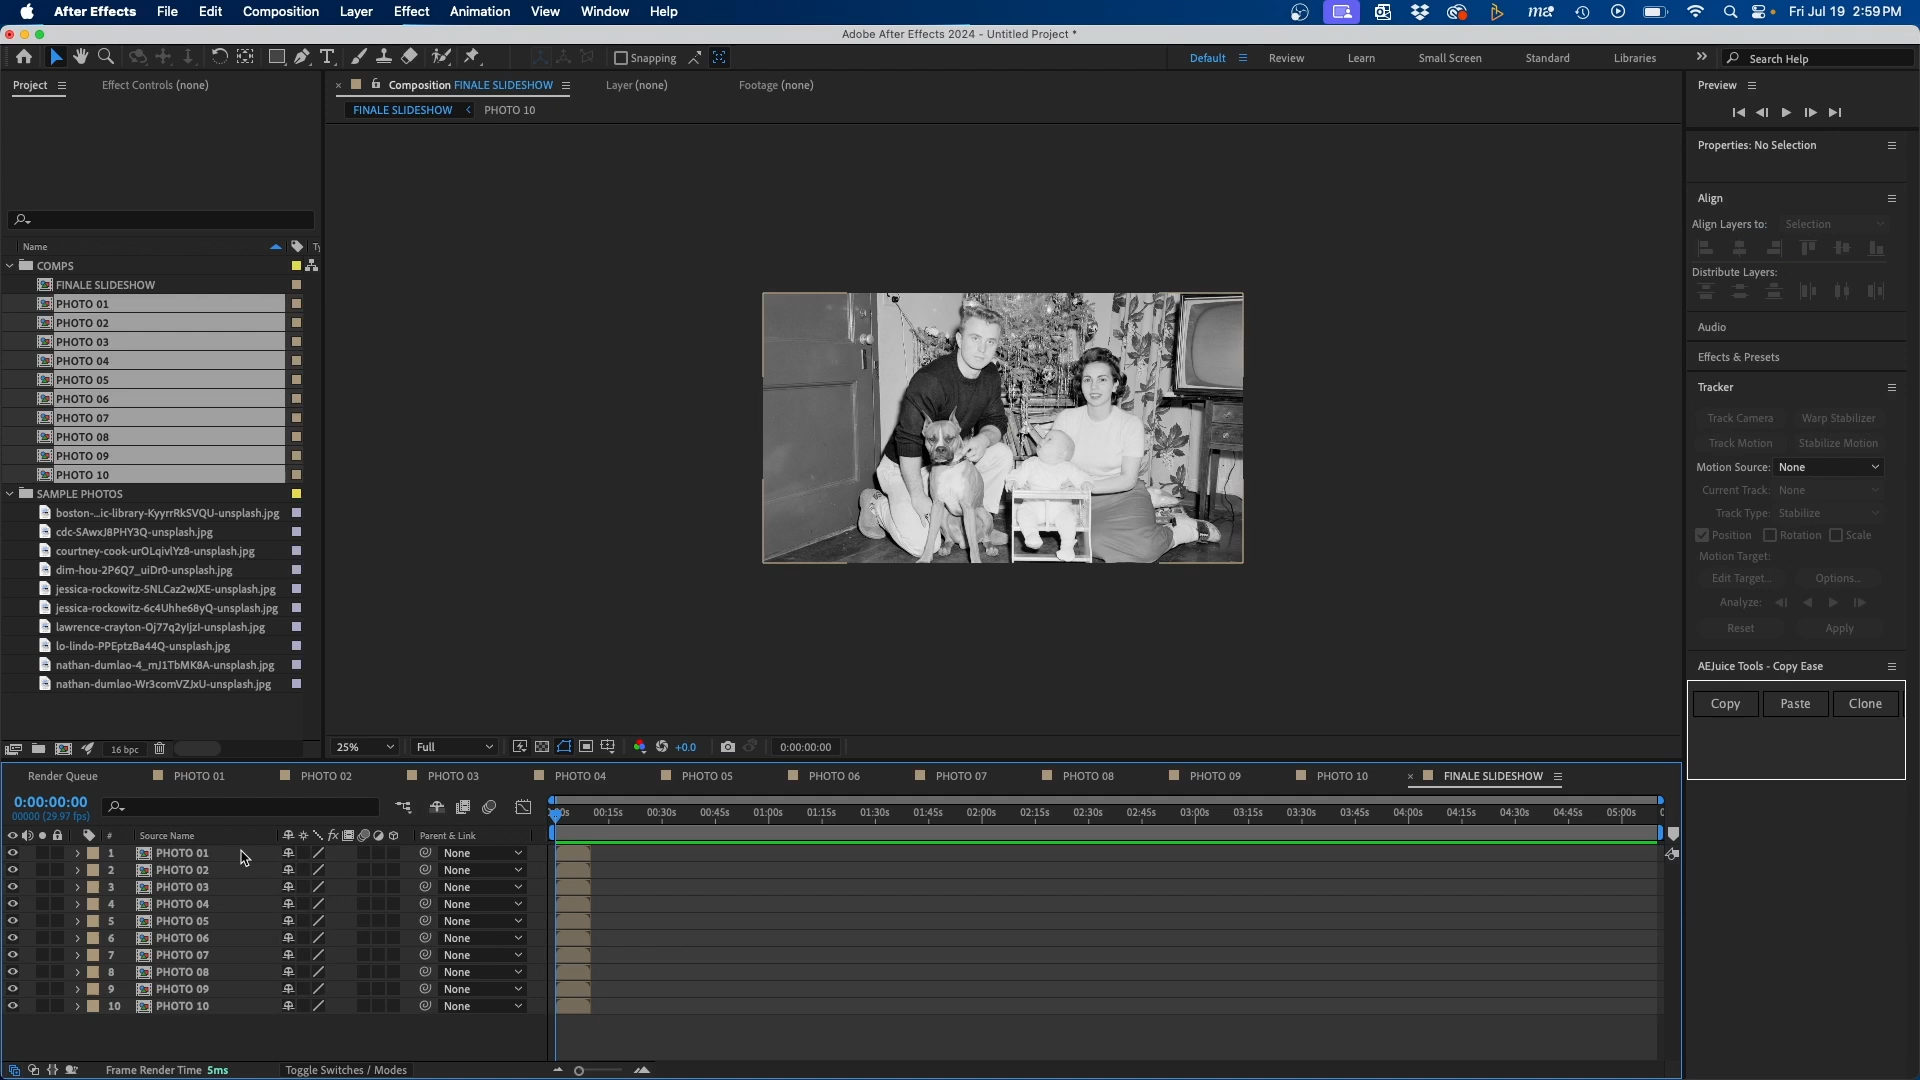 After Effects File Edit Composition Layer Effect Animation View Window Help Fri Jul 19 2:59 PM
Adobe After Effects 2024 - Untitled Project *
Snapping Default Review Learn Small Screen Standard Libraries Search Help
Project Effect Controls (none) Composition FINALE SLIDESHOW Layer (none) Footage (none) Preview
FINALE SLIDESHOW PHOTO 10
Properties: No Selection
Align
Align Layers to: Selection
Distribute Layers:
Audio
Effects & Presets
Tracker
Track Camera Warp Stabilizer
Track Motion Stabilize Motion
Motion Source: None
Current Track: None
Track Type: Stabilize
Position Rotation Scale
Motion Target:
Edit Target... Options...
Analyze:
Reset Apply
AEJuice Tools - Copy Ease
Copy Paste Clone
Name Ty
COMPS
FINALE SLIDESHOW
PHOTO 01
PHOTO 02
PHOTO 03
PHOTO 04
PHOTO 05
PHOTO 06
PHOTO 07
PHOTO 08
PHOTO 09
PHOTO 10
SAMPLE PHOTOS
boston-...ic-library-KyyrrRkSVQU-unsplash.jpg
cdc-SAwxJ8PHY3Q-unsplash.jpg
courtney-cook-urOLqivlYz8-unsplash.jpg
dim-hou-2P6Q7_uiDr0-unsplash.jpg
jessica-rockowitz-5NLCaz2wJXE-unsplash.jpg
jessica-rockowitz-6c4Uhhe68yQ-unsplash.jpg
lawrence-crayton-Oj77q2yIjzI-unsplash.jpg
lo-lindo-PPEptzBa44Q-unsplash.jpg
nathan-dumlao-4_mJ1TbMK8A-unsplash.jpg
nathan-dumlao-Wr3comVZJxU-unsplash.jpg
16 bpc 25% Full +0.0 0:00:00:00
Render Queue PHOTO 01 PHOTO 02 PHOTO 03 PHOTO 04 PHOTO 05 PHOTO 06 PHOTO 07 PHOTO 08 PHOTO 09 PHOTO 10 FINALE SLIDESHOW
0:00:00:00
00000 (29.97 fps)
00:15s 00:30s 00:45s 01:00s 01:15s 01:30s 01:45s 02:00s 02:15s 02:30s 02:45s 03:00s 03:15s 03:30s 03:45s 04:00s 04:15s 04:30s 04:45s 05:00s
# Source Name fx Parent & Link
1 PHOTO 01 None
2 PHOTO 02 None
3 PHOTO 03 None
4 PHOTO 04 None
5 PHOTO 05 None
6 PHOTO 06 None
7 PHOTO 07 None
8 PHOTO 08 None
9 PHOTO 09 None
10 PHOTO 10 None
Frame Render Time 5ms Toggle Switches / Modes